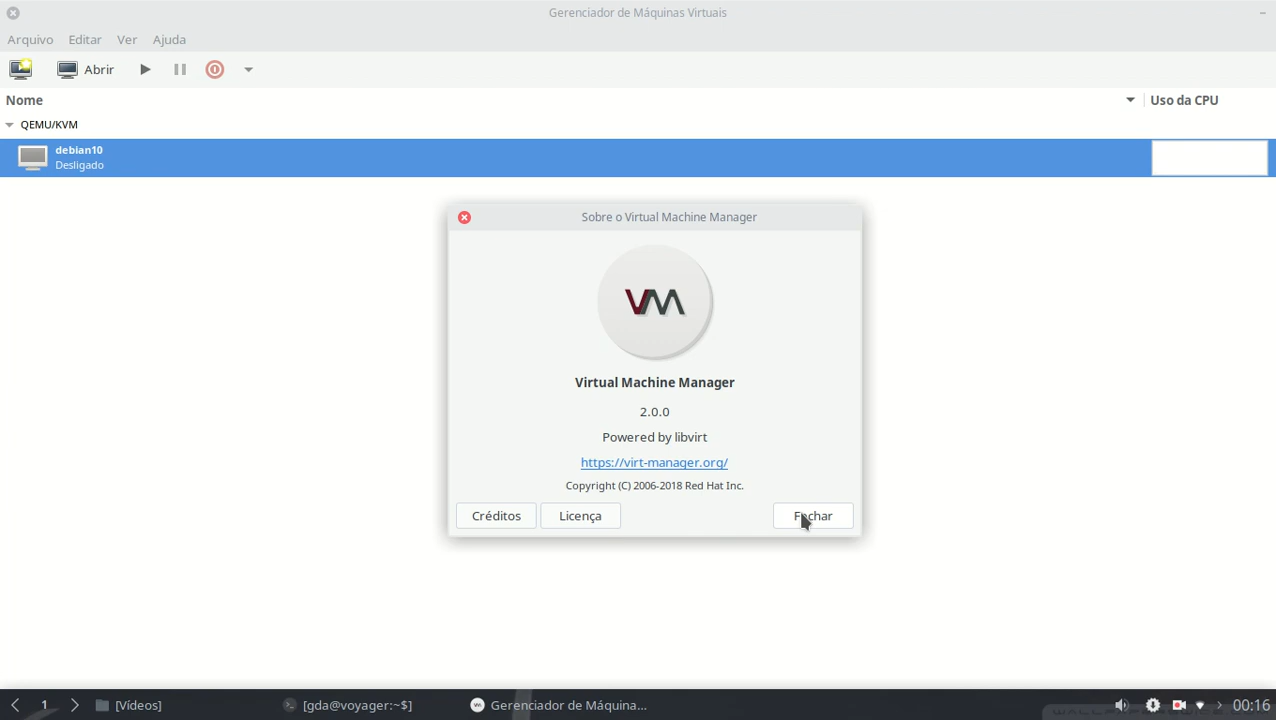 Gerenciador de Máquinas Virtuais
Arquivo Editar Ver Ajuda
Abrir
Nome Uso da CPU
QEMU/KVM
debian10
Desligado
Sobre o Virtual Machine Manager
VM
Virtual Machine Manager
2.0.0
Powered by libvirt
https://virt-manager.org/
Copyright (C) 2006-2018 Red Hat Inc.
Créditos Licença Fechar
1 [Vídeos] [gda@voyager:~$] Gerenciador de Máquina... 00:16